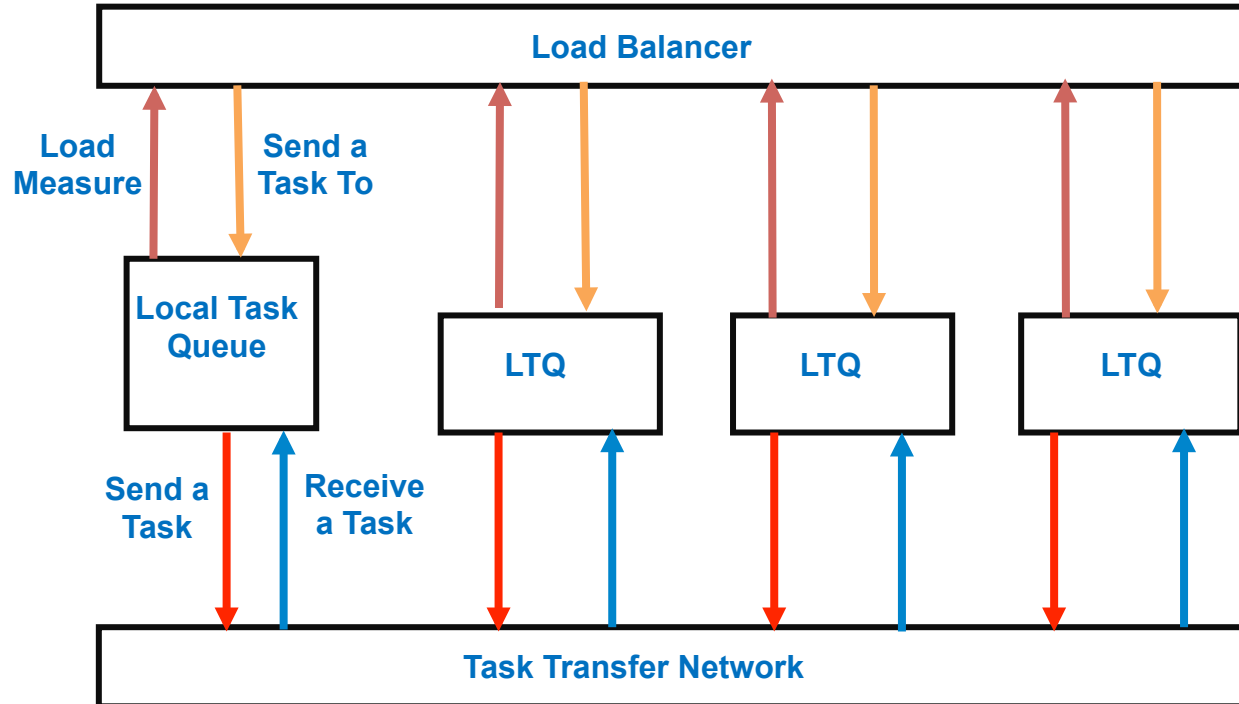 Load Balancer
Load
Measure
Send a
Task To
Local Task
Queue
LTQ
LTQ
LTQ
Send a
Task
Receive
a Task
Task Transfer Network